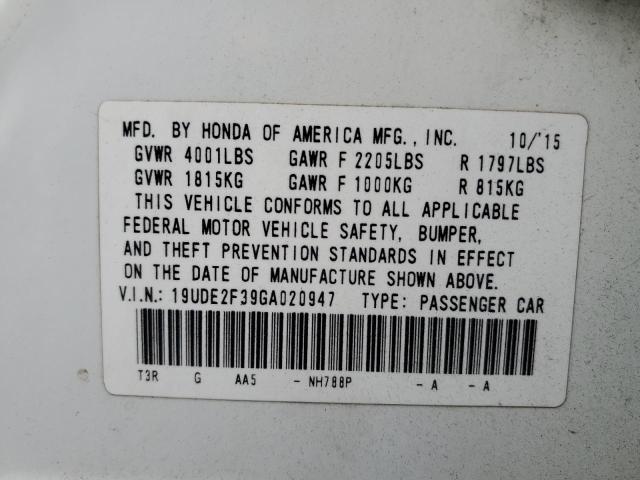 MFD. BY HONDA OF AMERICA MFG., INC. 10/'15
GVWR 4001LBS GAWR F 2205LBS R 1797LBS
GVWR 1815KG GAWR F 1000KG R 815KG
THIS VEHICLE CONFORMS TO ALL APPLICABLE
FEDERAL MOTOR VEHICLE SAFETY, BUMPER,
AND THEFT PREVENTION STANDARDS IN EFFECT
ON THE DATE OF MANUFACTURE SHOWN ABOVE.
V.I.N.: 19UDE2F39GA020947 TYPE: PASSENGER CAR
T3R G AA5 - NH788P - A - A